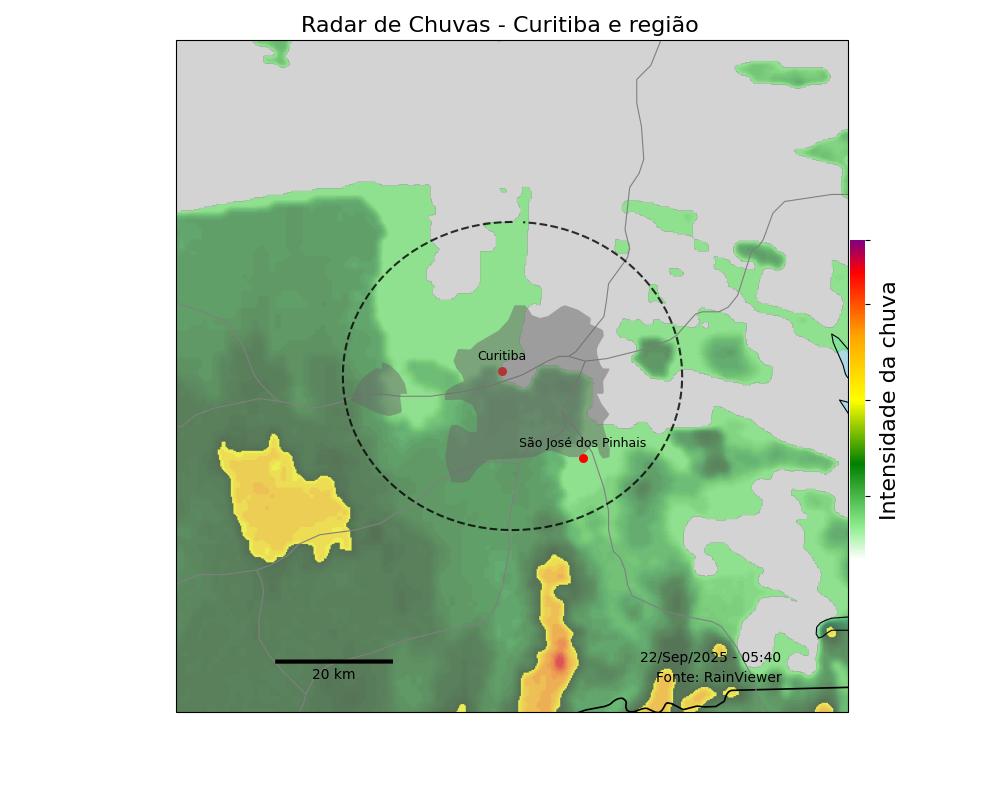 Radar de Chuvas - Curitiba e região
Curitiba
São José dos Pinhais
Intensidade da chuva
22/Sep/2025 - 05:40
20 km
Fonte: RainViewer